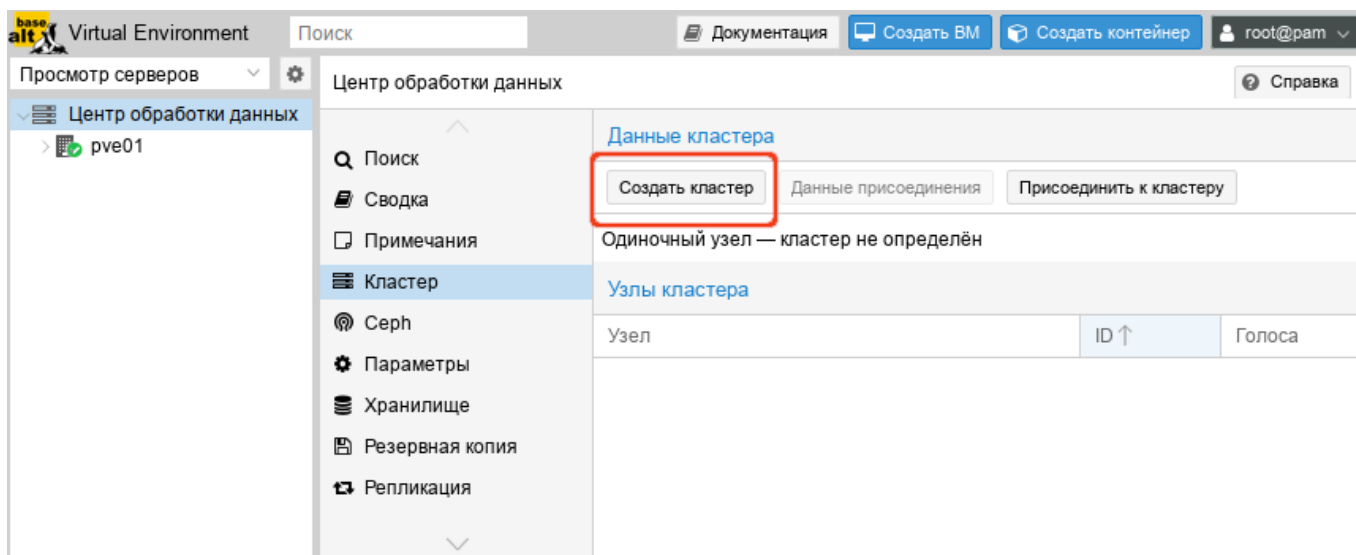 base alt Virtual Environment Поиск Документация Создать ВМ Создать контейнер root@pam
Просмотр серверов
Центр обработки данных
pve01
Центр обработки данных Справка
Поиск
Сводка
Примечания
Кластер
Ceph
Параметры
Хранилище
Резервная копия
Репликация
Данные кластера
Создать кластер Данные присоединения Присоединить к кластеру
Одиночный узел — кластер не определён
Узлы кластера
Узел ID ↑ Голоса